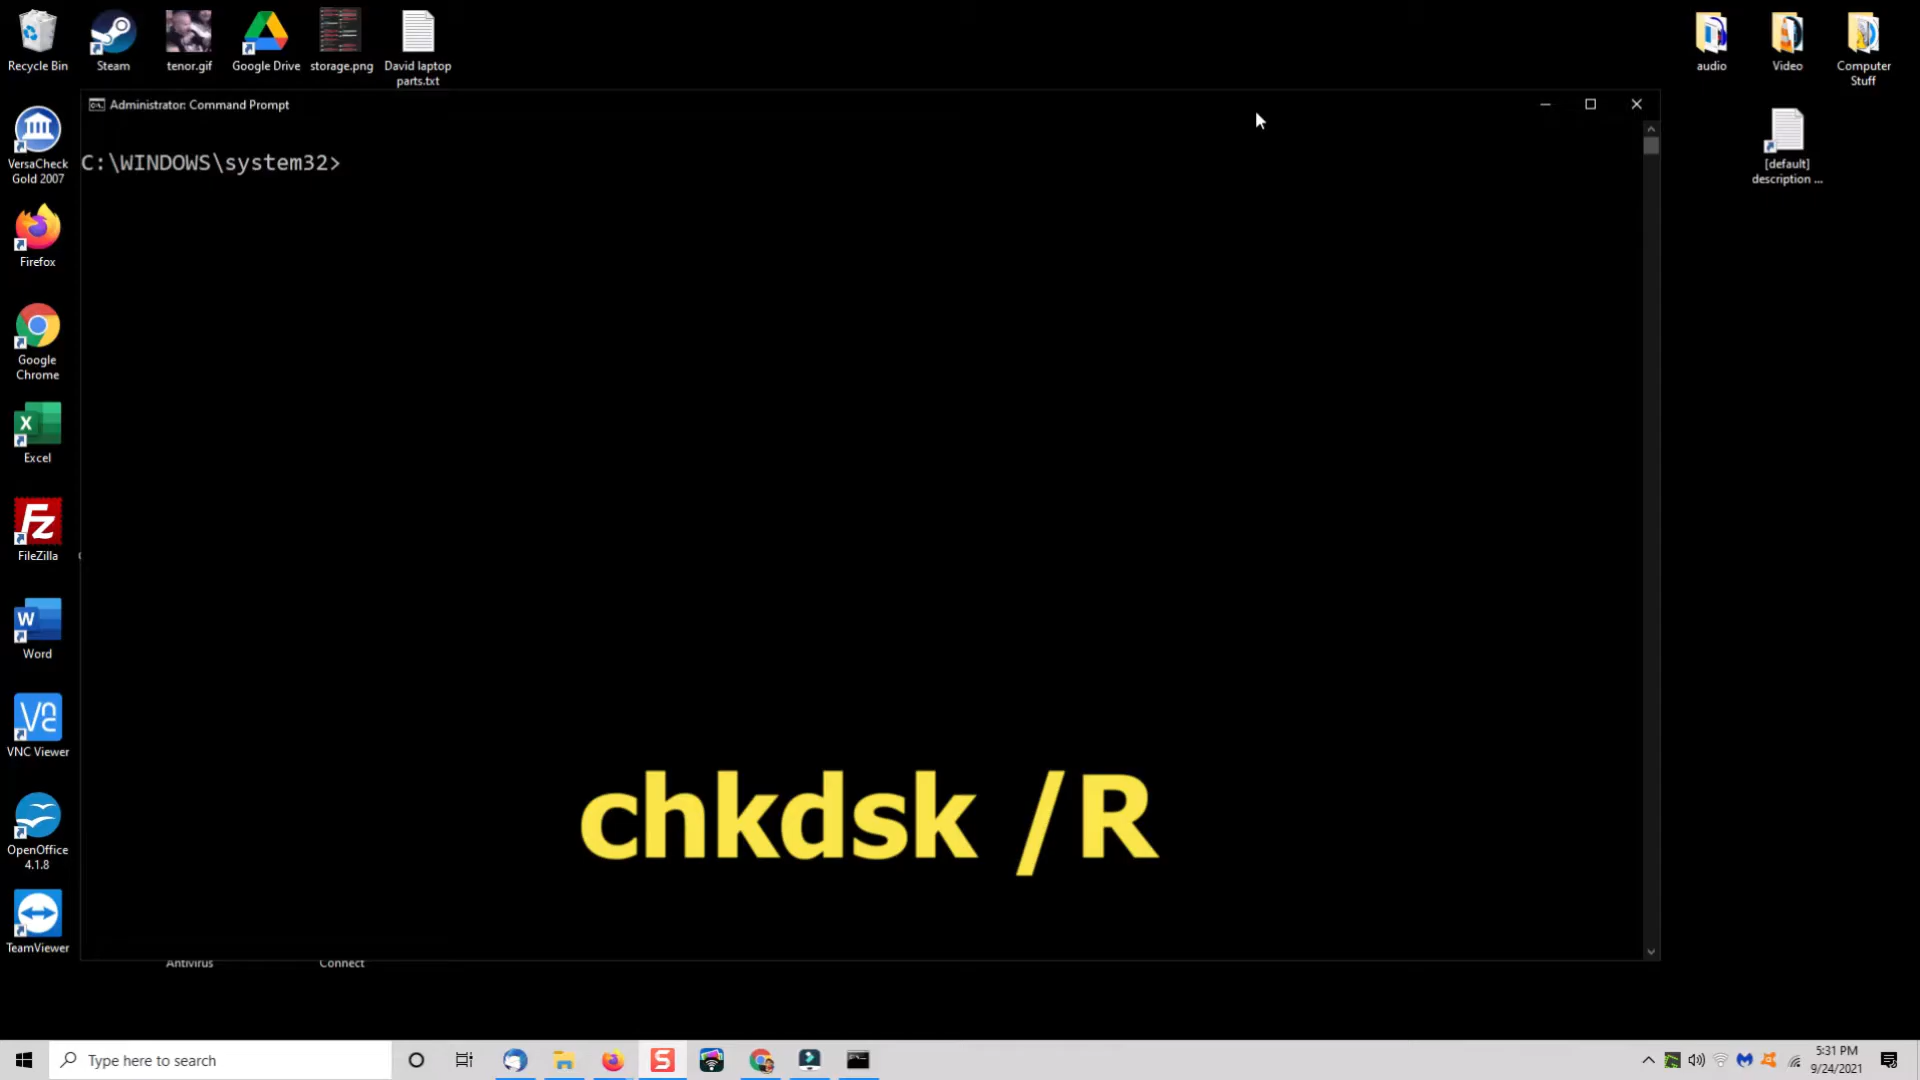 Recycle Bin
Steam
tenor.gif
Google Drive
storage.png
David laptop
parts.txt
audio
Video
Computer
Stuff
Administrator: Command Prompt
C:\WINDOWS\system32>
VersaCheck
Gold 2007
[default]
description ...
Firefox
Google
Chrome
Excel
FileZilla
Word
VNC Viewer
OpenOffice
4.1.8
TeamViewer
chkdsk /R
Antivirus
Connect
Type here to search
5:31 PM
9/24/2021